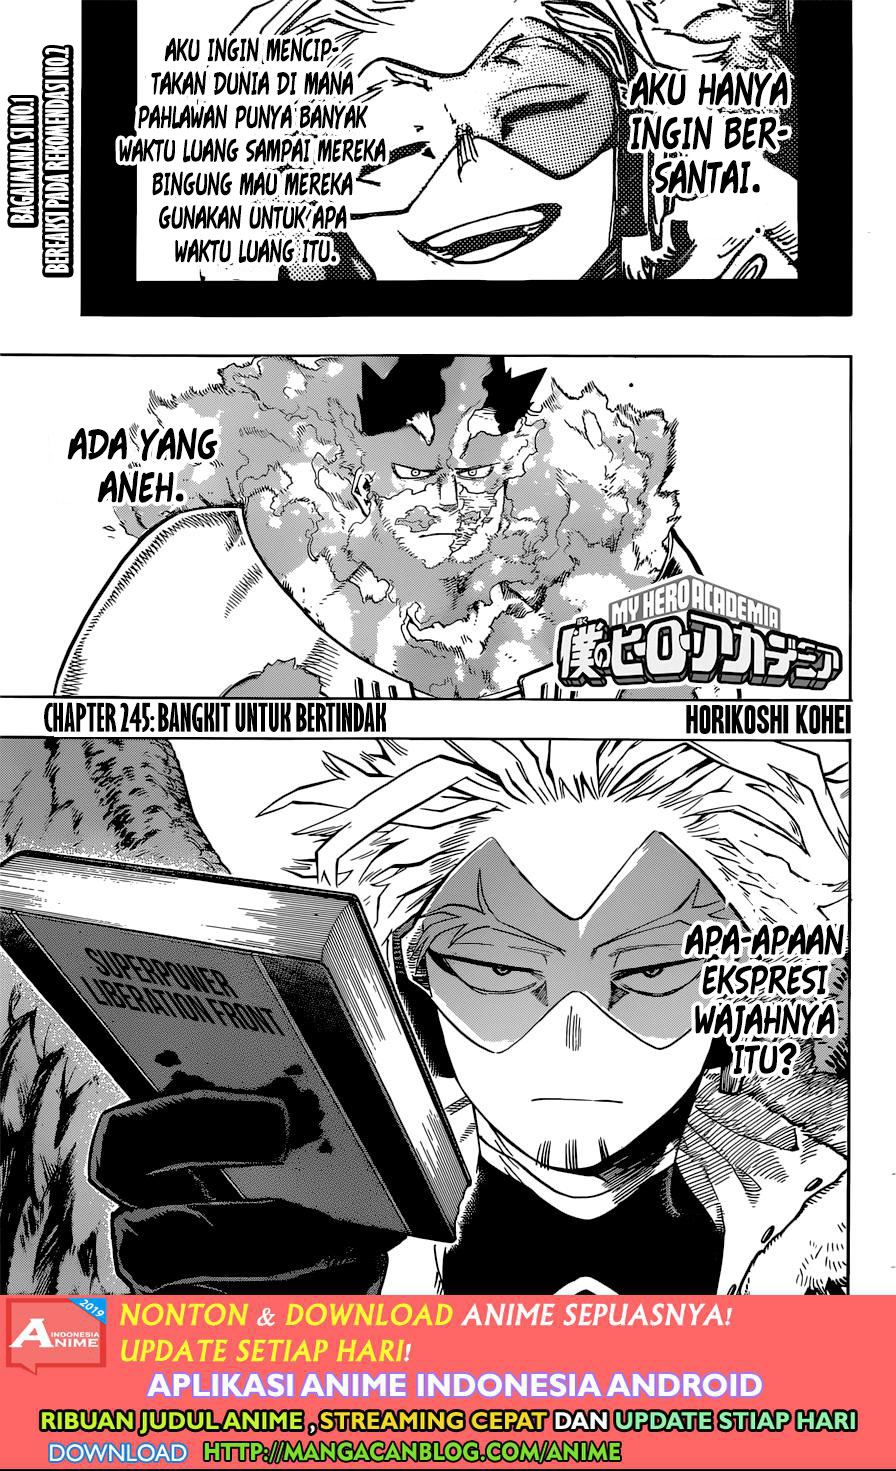 BAGAIMANA SI NO.1
BEREAKSI PADA REKOMENDASI NO.2
AKU HANYA
INGIN BER-
SANTAI.
AKU INGIN MENCIP-
TAKAN DUNIA DI MANA
PAHLAWAN PUNYA BANYAK
WAKTU LUANG SAMPAI MEREKA
BINGUNG MAU MEREKA
GUNAKAN UNTUK APA
WAKTU LUANG ITU.
ADA YANG
ANEH.
MY HERO ACADEMIA
僕のヒーローアカデミア
CHAPTER 245: BANGKIT UNTUK BERTINDAK
HORIKOSHI KOHEI
SUPERPOWER
LIBERATION FRONT
APA-APAAN
EKSPRESI
WAJAHNYA
ITU?
2019
INDONESIA
ANIME
NONTON & DOWNLOAD ANIME SEPUASNYA!
UPDATE SETIAP HARI!
APLIKASI ANIME INDONESIA ANDROID
RIBUAN JUDUL ANIME , STREAMING CEPAT DAN UPDATE STIAP HARI
DOWNLOAD HTTP://MANGACANBLOG.COM/ANIME